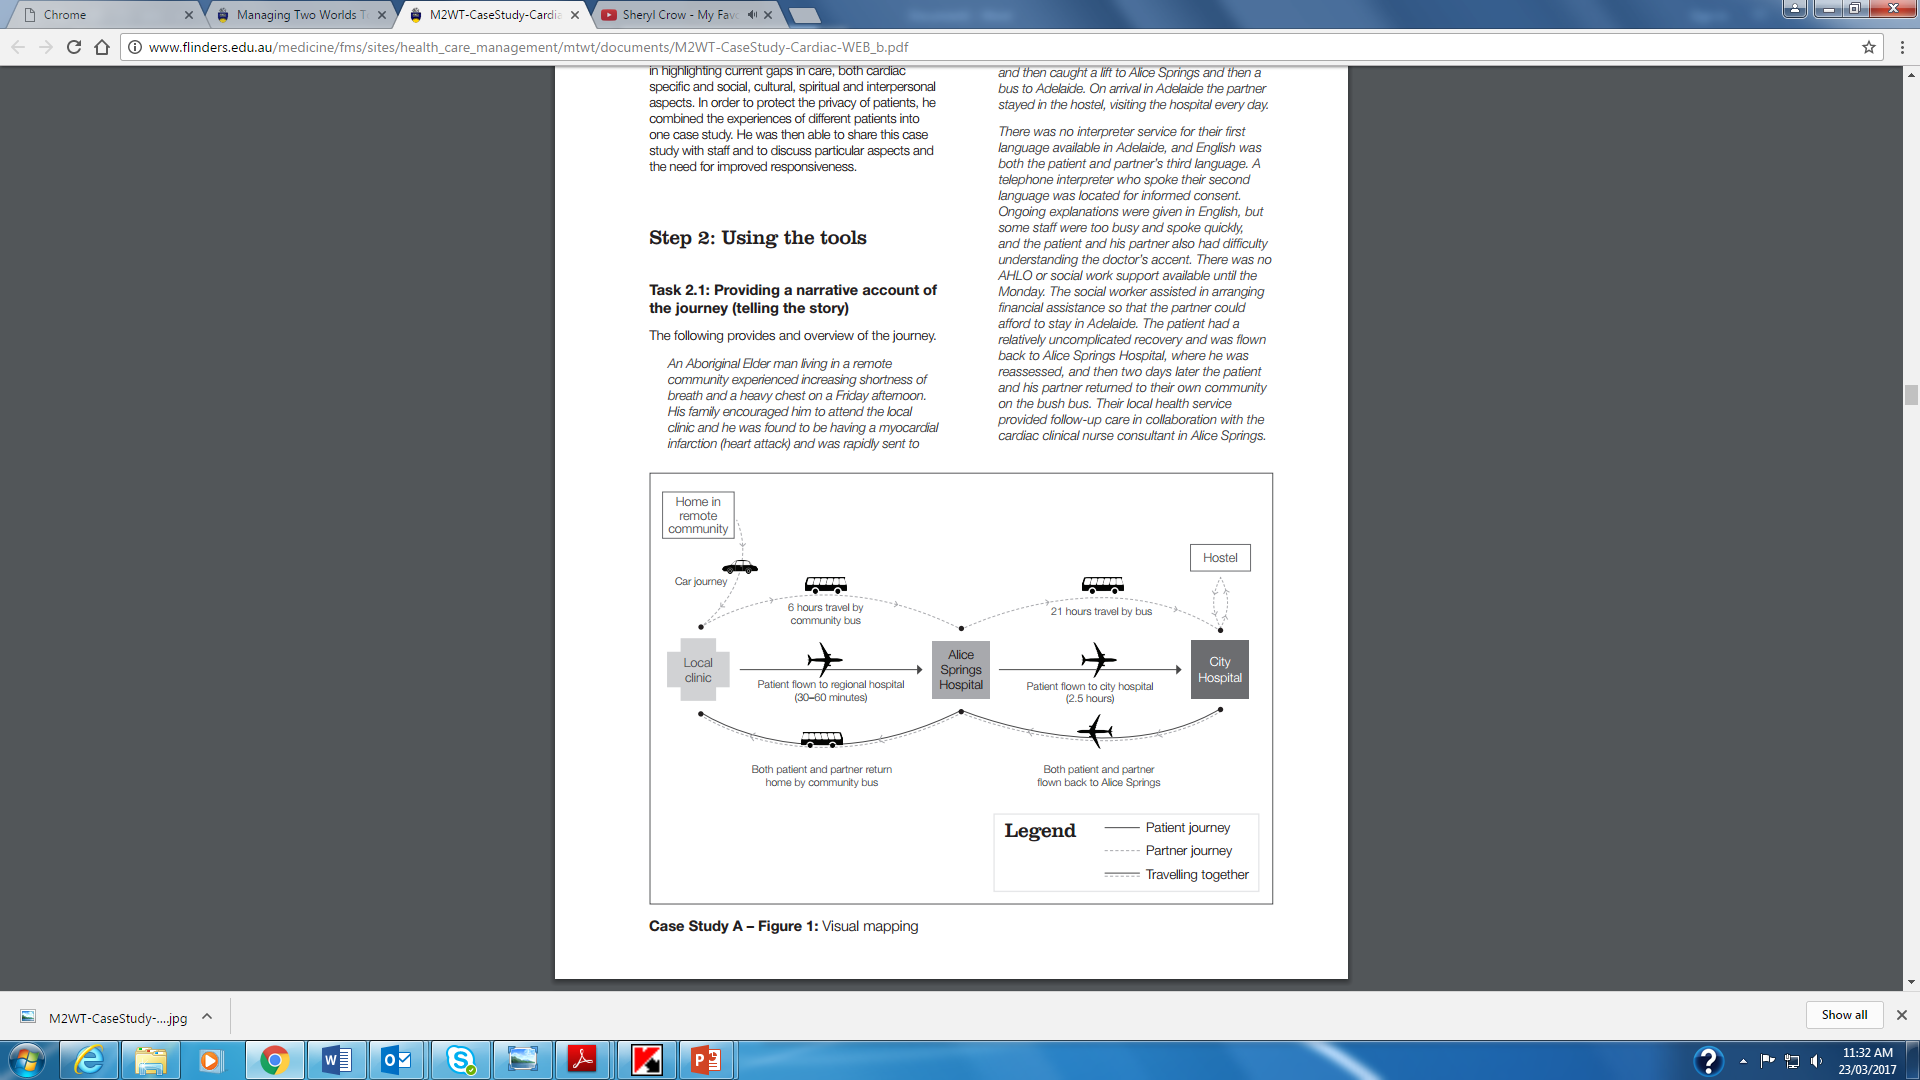 Chrome
Managing Two Worlds T
M2WT-CaseStudy-Cardia
Sheryl Crow - My Fav
www.flinders.edu.au/medicine/fms/sites/health_care_management/mtwt/documents/M2WT-CaseStudy-Cardiac-WEB_b.pdf
in highlighting current gaps in care, both cardiac
specific and social, cultural, spiritual and interpersonal
aspects. In order to protect the privacy of patients, he
combined the experiences of different patients into
one case study. He was then able to share this case
study with staff and to discuss particular aspects and
the need for improved responsiveness.
Step 2: Using the tools
Task 2.1: Providing a narrative account of
the journey (telling the story)
The following provides and overview of the journey.
An Aboriginal Elder man living in a remote
community experienced increasing shortness of
breath and a heavy chest on a Friday afternoon.
His family encouraged him to attend the local
clinic and he was found to be having a myocardial
infarction (heart attack) and was rapidly sent to
and then caught a lift to Alice Springs and then a
bus to Adelaide. On arrival in Adelaide the partner
stayed in the hostel, visiting the hospital every day.
There was no interpreter service for their first
language available in Adelaide, and English was
both the patient and partner's third language. A
telephone interpreter who spoke their second
language was located for informed consent.
Ongoing explanations were given in English, but
some staff were too busy and spoke quickly,
and the patient and his partner also had difficulty
understanding the doctor's accent. There was no
AHLO or social work support available until the
Monday. The social worker assisted in arranging
financial assistance so that the partner could
afford to stay in Adelaide. The patient had a
relatively uncomplicated recovery and was flown
back to Alice Springs Hospital, where he was
reassessed, and then two days later the patient
and his partner returned to their own community
on the bush bus. Their local health service
provided follow-up care in collaboration with the
cardiac clinical nurse consultant in Alice Springs.
Home in
remote
community
Car journey
6 hours travel by
community bus
21 hours travel by bus
Hostel
Local
clinic
Patient flown to regional hospital
(30–60 minutes)
Alice
Springs
Hospital
Patient flown to city hospital
(2.5 hours)
City
Hospital
Both patient and partner return
home by community bus
Both patient and partner
flown back to Alice Springs
Legend
Patient journey
Partner journey
Travelling together
Case Study A – Figure 1: Visual mapping
M2WT-CaseStudy-....jpg
Show all
11:32 AM
23/03/2017